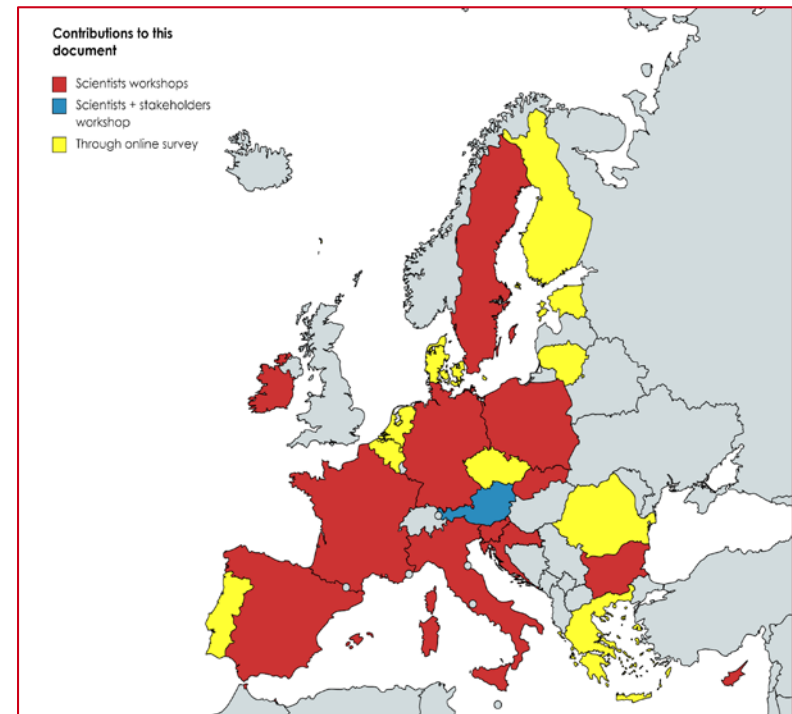 Contributions to this
document
Scientists workshops
Scientists + stakeholders
workshop
Through online survey